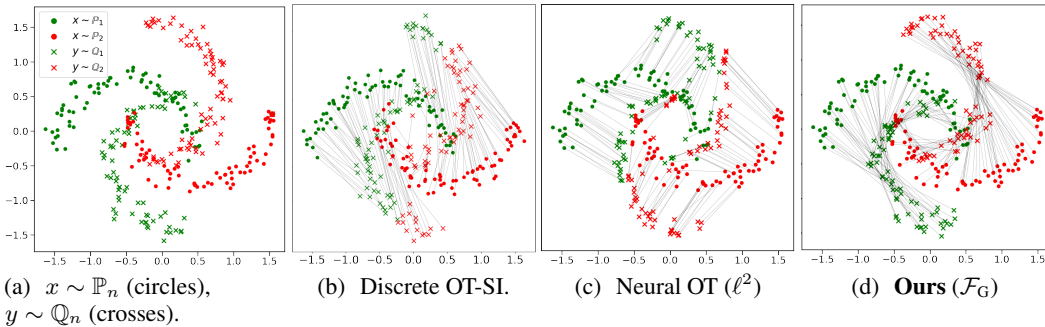 1.5
1.0
0.5
0.0
−0.5
−1.0
−1.5
x ~ ℙ₁
x ~ ℙ₂
y ~ ℚ₁
y ~ ℚ₂
−1.5 −1.0 −0.5 0.0 0.5 1.0 1.5
−1.5 −1.0 −0.5 0.0 0.5 1.0 1.5
−1.5 −1.0 −0.5 0.0 0.5 1.0 1.5
−1.5 −1.0 −0.5 0.0 0.5 1.0 1.5
(a) x ∼ ℙₙ (circles),
y ∼ ℚₙ (crosses).
(b) Discrete OT-SI.
(c) Neural OT (ℓ²)
(d) Ours (ℱ_G)